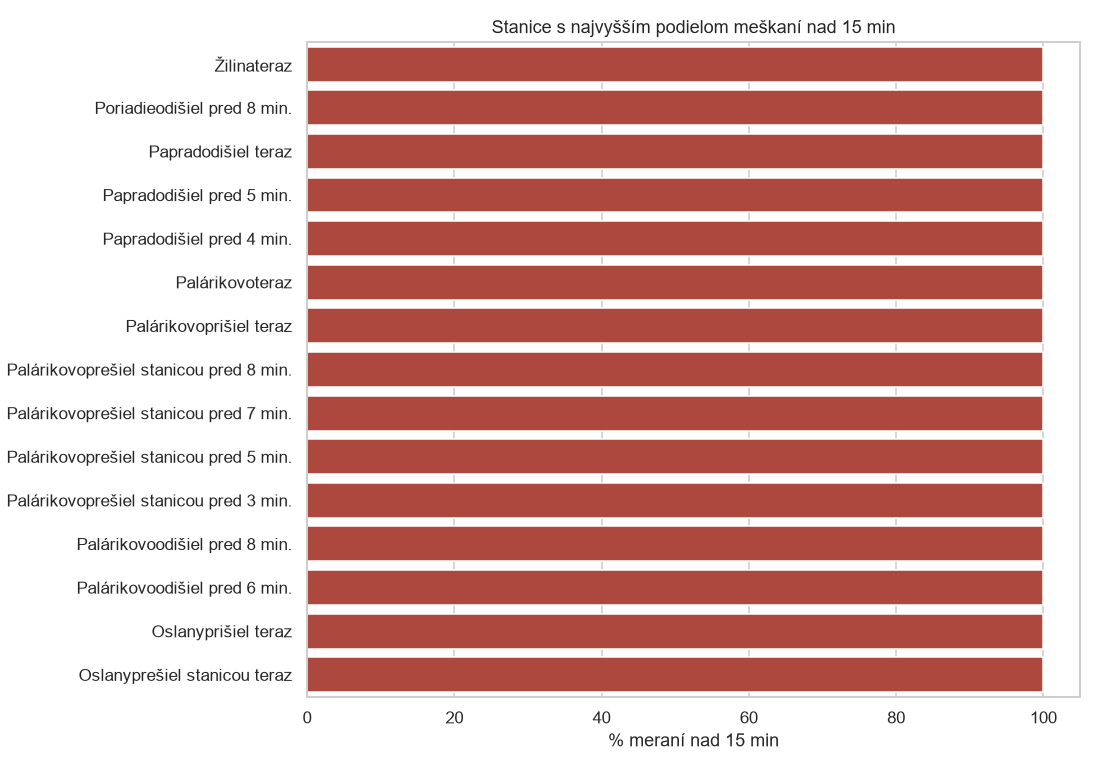 Stanice s najvyšším podielom meškaní nad 15 min
Žilinateraz
Poriadieodišiel pred 8 min.
Papradodišiel teraz
Papradodišiel pred 5 min.
Papradodišiel pred 4 min.
Palárikovoteraz
Palárikovoprišiel teraz
Palárikovoprešiel stanicou pred 8 min.
Palárikovoprešiel stanicou pred 7 min.
Palárikovoprešiel stanicou pred 5 min.
Palárikovoprešiel stanicou pred 3 min.
Palárikovoodišiel pred 8 min.
Palárikovoodišiel pred 6 min.
Oslanyprišiel teraz
Oslanyprešiel stanicou teraz
0 20 40 60 80 100
% meraní nad 15 min